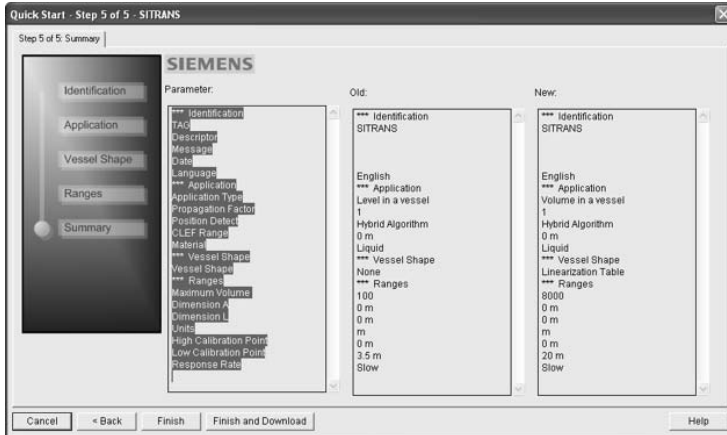 Quick Start - Step 5 of 5 - SITRANS
Step 5 of 5: Summary
Identification
Application
Vessel Shape
Ranges
Summary
SIEMENS
Parameter:
*** Identification
TAG
Descriptor
Message
Date
Language
*** Application
Application Type
Propagation Factor
Position Detect
CLEF Range
Material
*** Vessel Shape
Vessel Shape
*** Ranges
Maximum Volume
Dimension A
Dimension L
Units
High Calibration Point
Low Calibration Point
Response Rate
Old:
*** Identification
SITRANS
English
*** Application
Level in a vessel
1
Hybrid Algorithm
0 m
Liquid
*** Vessel Shape
None
*** Ranges
100
0 m
0 m
m
0 m
3.5 m
Slow
New:
*** Identification
SITRANS
English
*** Application
Volume in a vessel
1
Hybrid Algorithm
0 m
Liquid
*** Vessel Shape
Linearization Table
*** Ranges
8000
0 m
0 m
m
0 m
20 m
Slow
Cancel
< Back
Finish
Finish and Download
Help